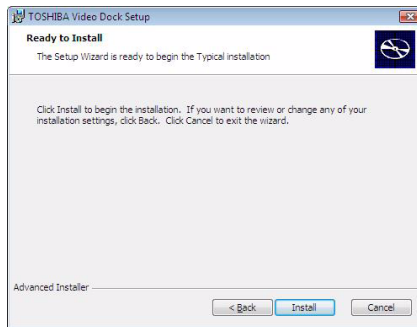 TOSHIBA Video Dock Setup
Ready to Install
The Setup Wizard is ready to begin the Typical installation
Click Install to begin the installation. If you want to review or change any of your
installation settings, click Back. Click Cancel to exit the wizard.
Advanced Installer
< Back Install Cancel